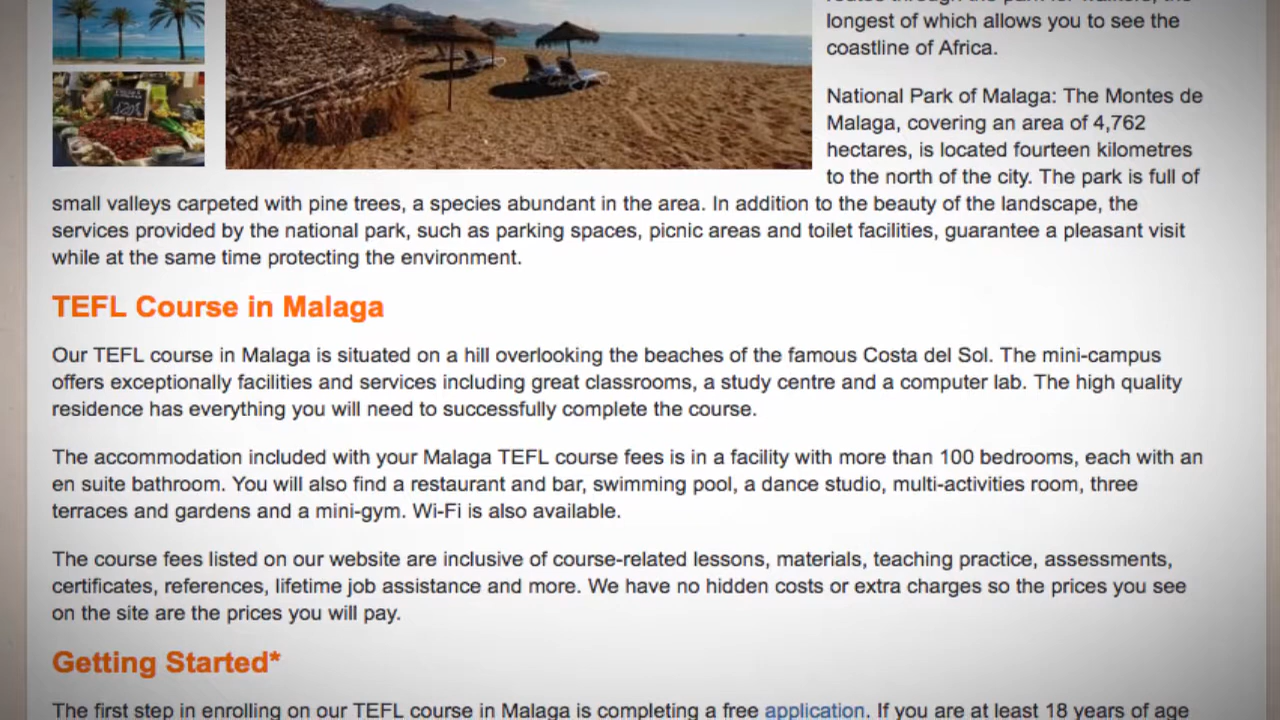 longest of which allows you to see the
coastline of Africa.
National Park of Malaga: The Montes de
Malaga, covering an area of 4,762
hectares, is located fourteen kilometres
to the north of the city. The park is full of
small valleys carpeted with pine trees, a species abundant in the area. In addition to the beauty of the landscape, the
services provided by the national park, such as parking spaces, picnic areas and toilet facilities, guarantee a pleasant visit
while at the same time protecting the environment.
TEFL Course in Malaga
Our TEFL course in Malaga is situated on a hill overlooking the beaches of the famous Costa del Sol. The mini-campus
offers exceptionally facilities and services including great classrooms, a study centre and a computer lab. The high quality
residence has everything you will need to successfully complete the course.
The accommodation included with your Malaga TEFL course fees is in a facility with more than 100 bedrooms, each with an
en suite bathroom. You will also find a restaurant and bar, swimming pool, a dance studio, multi-activities room, three
terraces and gardens and a mini-gym. Wi-Fi is also available.
The course fees listed on our website are inclusive of course-related lessons, materials, teaching practice, assessments,
certificates, references, lifetime job assistance and more. We have no hidden costs or extra charges so the prices you see
on the site are the prices you will pay.
Getting Started*
The first step in enrolling on our TEFL course in Malaga is completing a free application. If you are at least 18 years of age